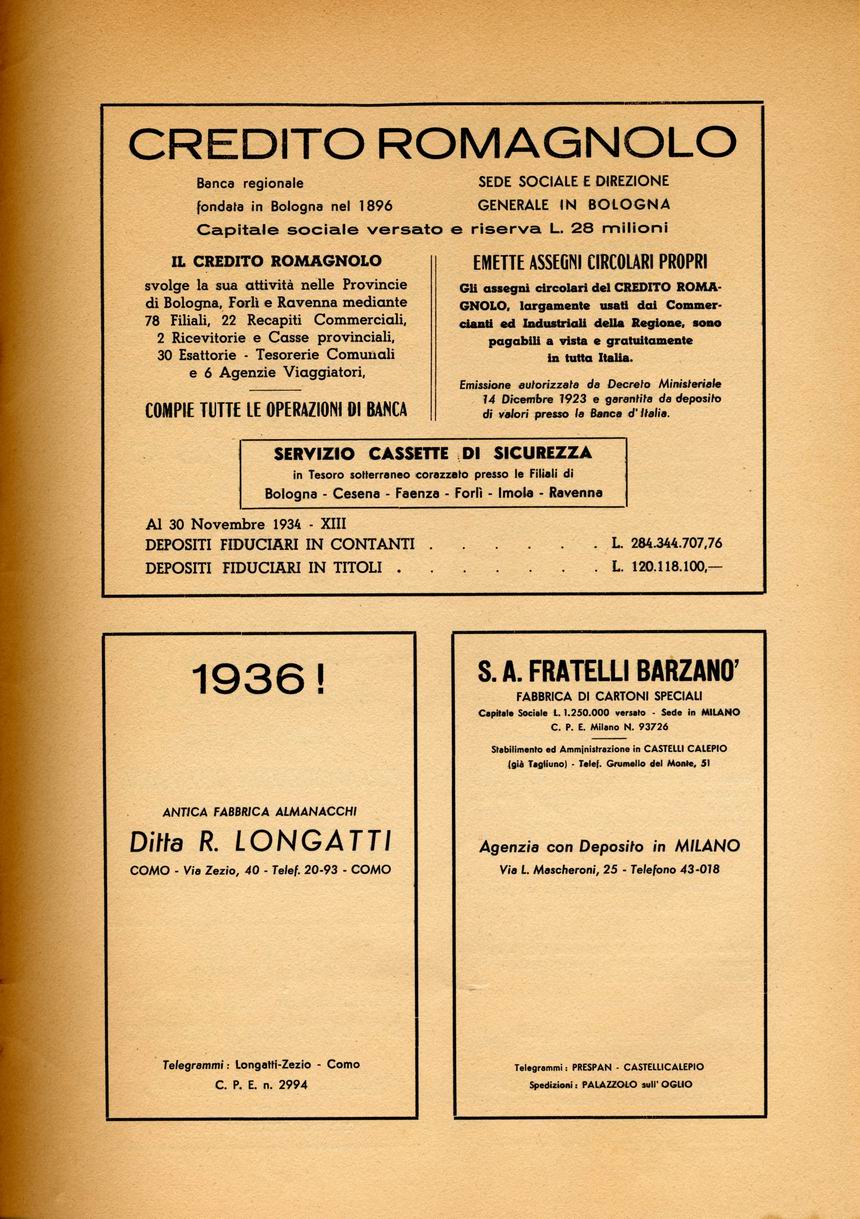 CREDITO ROMAGNOLO
Banca regionale
fondata in Bologna nel 1896
SEDE SOCIALE E DIREZIONE
GENERALE IN BOLOGNA
Capitale sociale versato e riserva L. 28 milioni
IL CREDITO ROMAGNOLO
svolge la sua attività nelle Provincie
di Bologna, Forlì e Ravenna mediante
78 Filiali, 22 Recapiti Commerciali,
2 Ricevitorie e Casse provinciali,
30 Esattorie - Tesorerie Comunali
e 6 Agenzie Viaggiatori,
COMPIE TUTTE LE OPERAZIONI DI BANCA
EMETTE ASSEGNI CIRCOLARI PROPRI
Gli assegni circolari del CREDITO ROMA-
GNOLO, largamente usati dai Commer-
cianti ed Industriali della Regione, sono
pagabili a vista e gratuitamente
in tutta Italia.
Emissione autorizzata da Decreto Ministeriale
14 Dicembre 1923 e garantita da deposito
di valori presso la Banca d'Italia.
SERVIZIO CASSETTE DI SICUREZZA
in Tesoro sotterraneo corazzato presso le Filiali di
Bologna - Cesena - Faenza - Forlì - Imola - Ravenna
Al 30 Novembre 1934 - XIII
DEPOSITI FIDUCIARI IN CONTANTI . . . . . . L. 284.344.707,76
DEPOSITI FIDUCIARI IN TITOLI . . . . . . . L. 120.118.100,—
1936!
ANTICA FABBRICA ALMANACCHI
Ditta R. LONGATTI
COMO - Via Zezio, 40 - Telef. 20-93 - COMO
Telegrammi: Longatti-Zezio - Como
C. P. E. n. 2994
S. A. FRATELLI BARZANO'
FABBRICA DI CARTONI SPECIALI
Capitale Sociale L. 1.250.000 versato - Sede in MILANO
C. P. E. Milano N. 93726
Stabilimento ed Amministrazione in CASTELLI CALEPIO
(già Tagliuno) - Telef. Grumello del Monte, 51
Agenzia con Deposito in MILANO
Via L. Mascheroni, 25 - Telefono 43-018
Telegrammi: PRESPAN - CASTELLICALEPIO
Spedizioni: PALAZZOLO sull' OGLIO